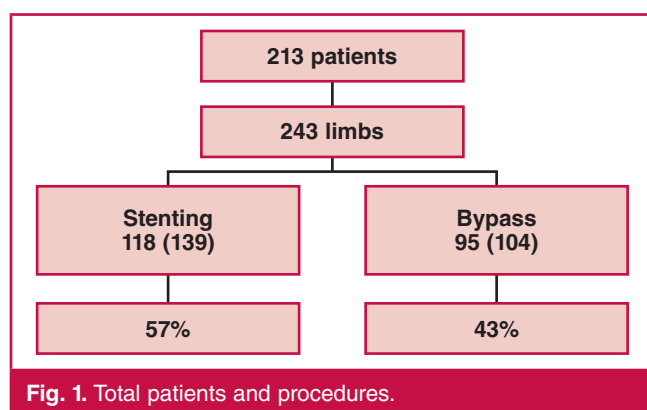 213 patients
243 limbs
Stenting
118 (139)
Bypass
95 (104)
57%
43%
Fig. 1. Total patients and procedures.